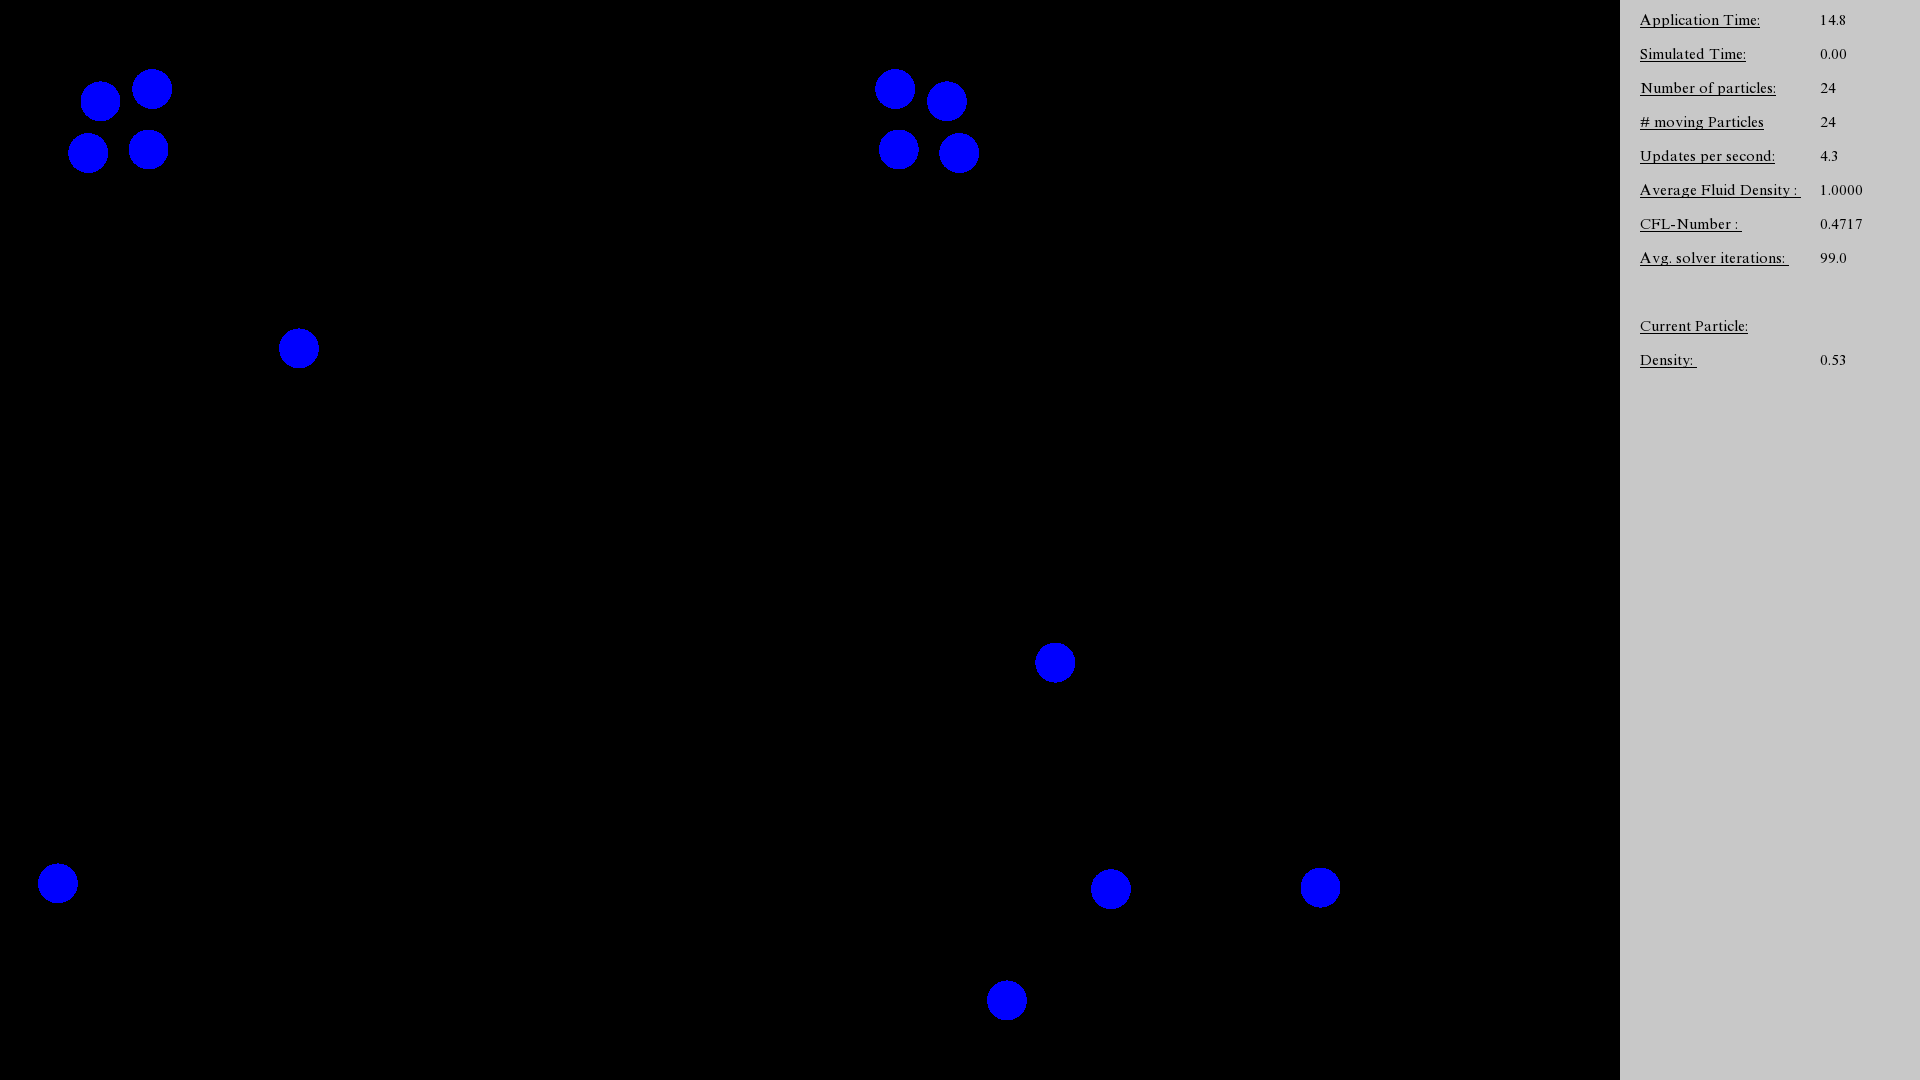 Application Time: 14.8
Simulated Time: 0.00
Number of particles: 24
# moving Particles 24
Updates per second: 4.3
Average Fluid Density : 1.0000
CFL-Number : 0.4717
Avg. solver iterations: 99.0
Current Particle:
Density: 0.53